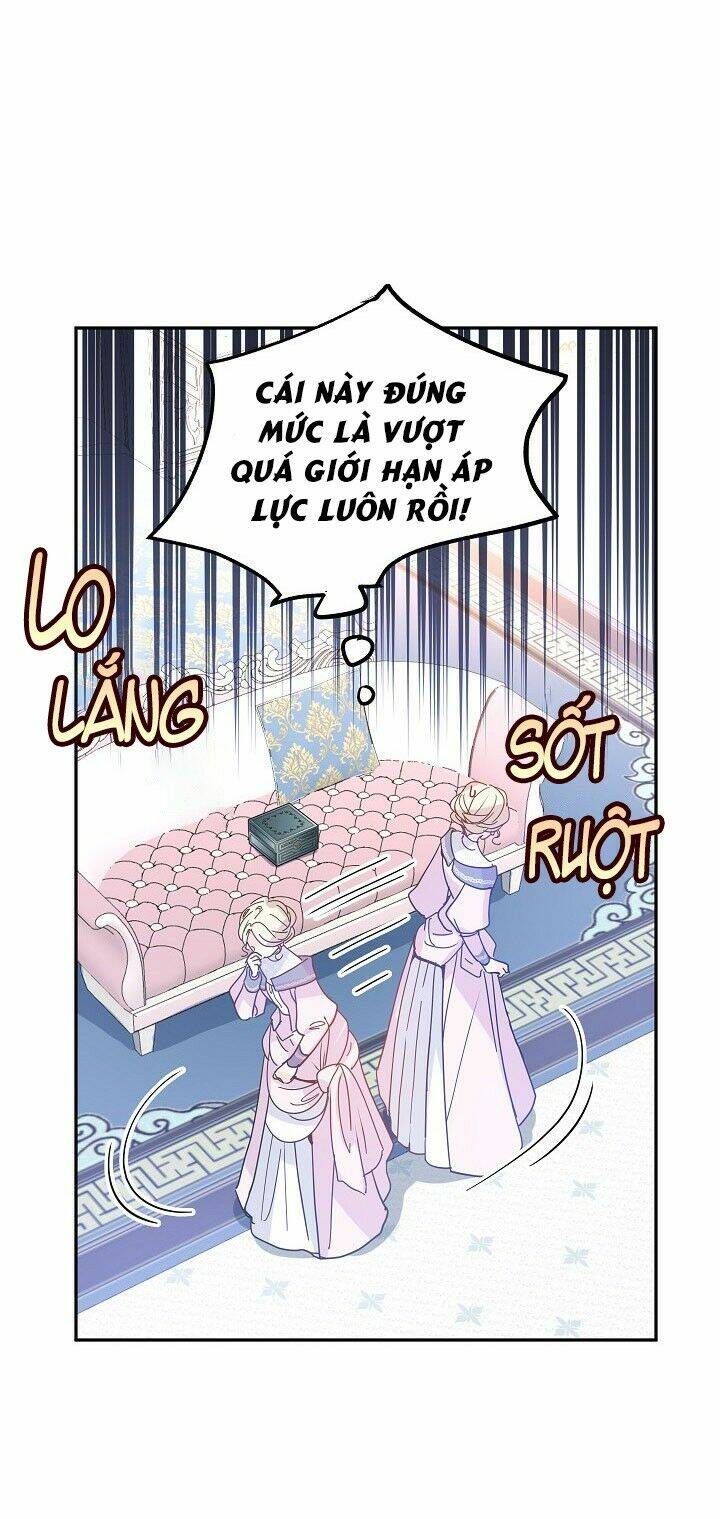 CÁI NÀY ĐÚNG
MỨC LÀ VƯỢT
QUÁ GIỚI HẠN ÁP
LỰC LUÔN RỒI!
LO
LẮNG
SỐT
RUỘT